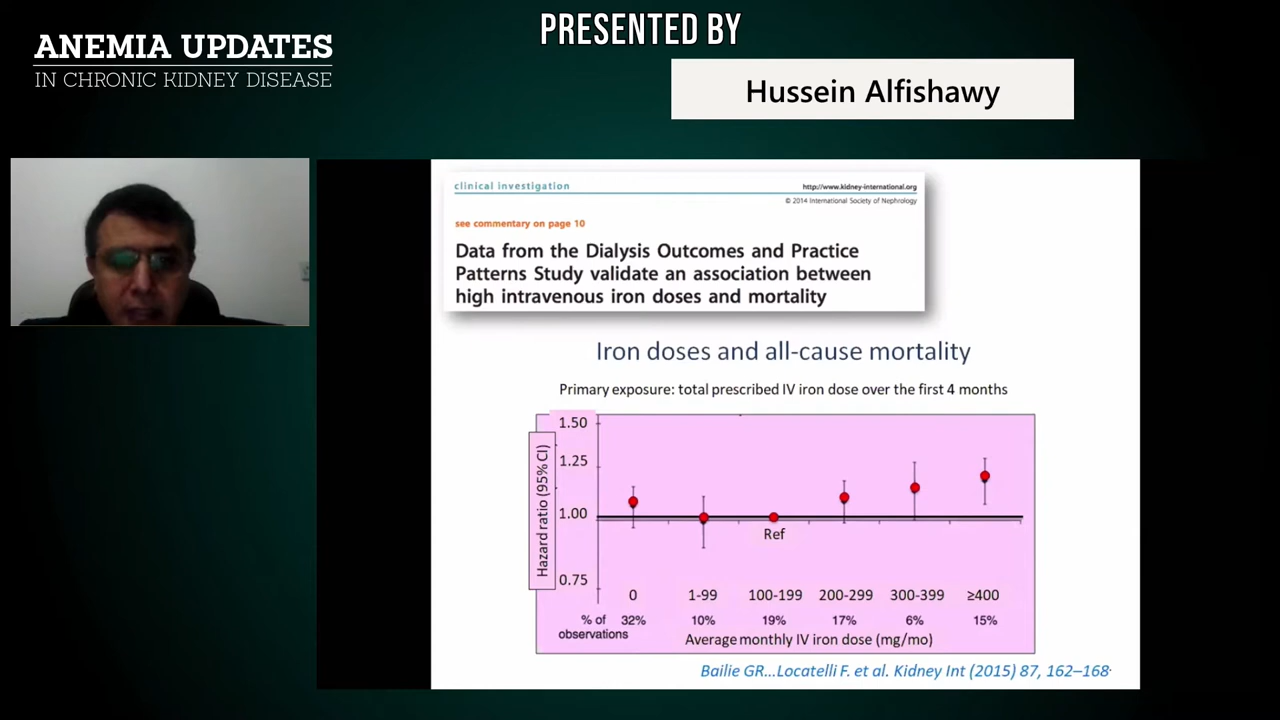 ANEMIA UPDATES
IN CHRONIC KIDNEY DISEASE
PRESENTED BY
Hussein Alfishawy
clinical investigation
http://www.kidney-international.org
© 2014 International Society of Nephrology
see commentary on page 10
Data from the Dialysis Outcomes and Practice
Patterns Study validate an association between
high intravenous iron doses and mortality
Iron doses and all-cause mortality
Primary exposure: total prescribed IV iron dose over the first 4 months
Hazard ratio (95% CI)
1.50
1.25
1.00
0.75
Ref
0 1-99 100-199 200-299 300-399 ≥400
% of observations 32% 10% 19% 17% 6% 15%
Average monthly IV iron dose (mg/mo)
Bailie GR...Locatelli F. et al. Kidney Int (2015) 87, 162–168·